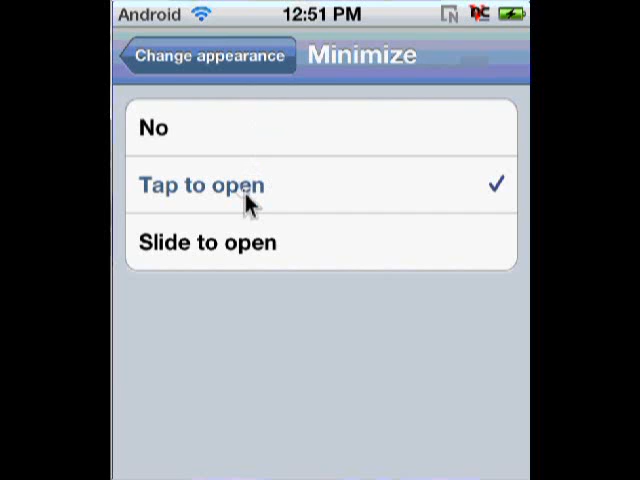 Android 12:51 PM
Change appearance Minimize
No
Tap to open
Slide to open